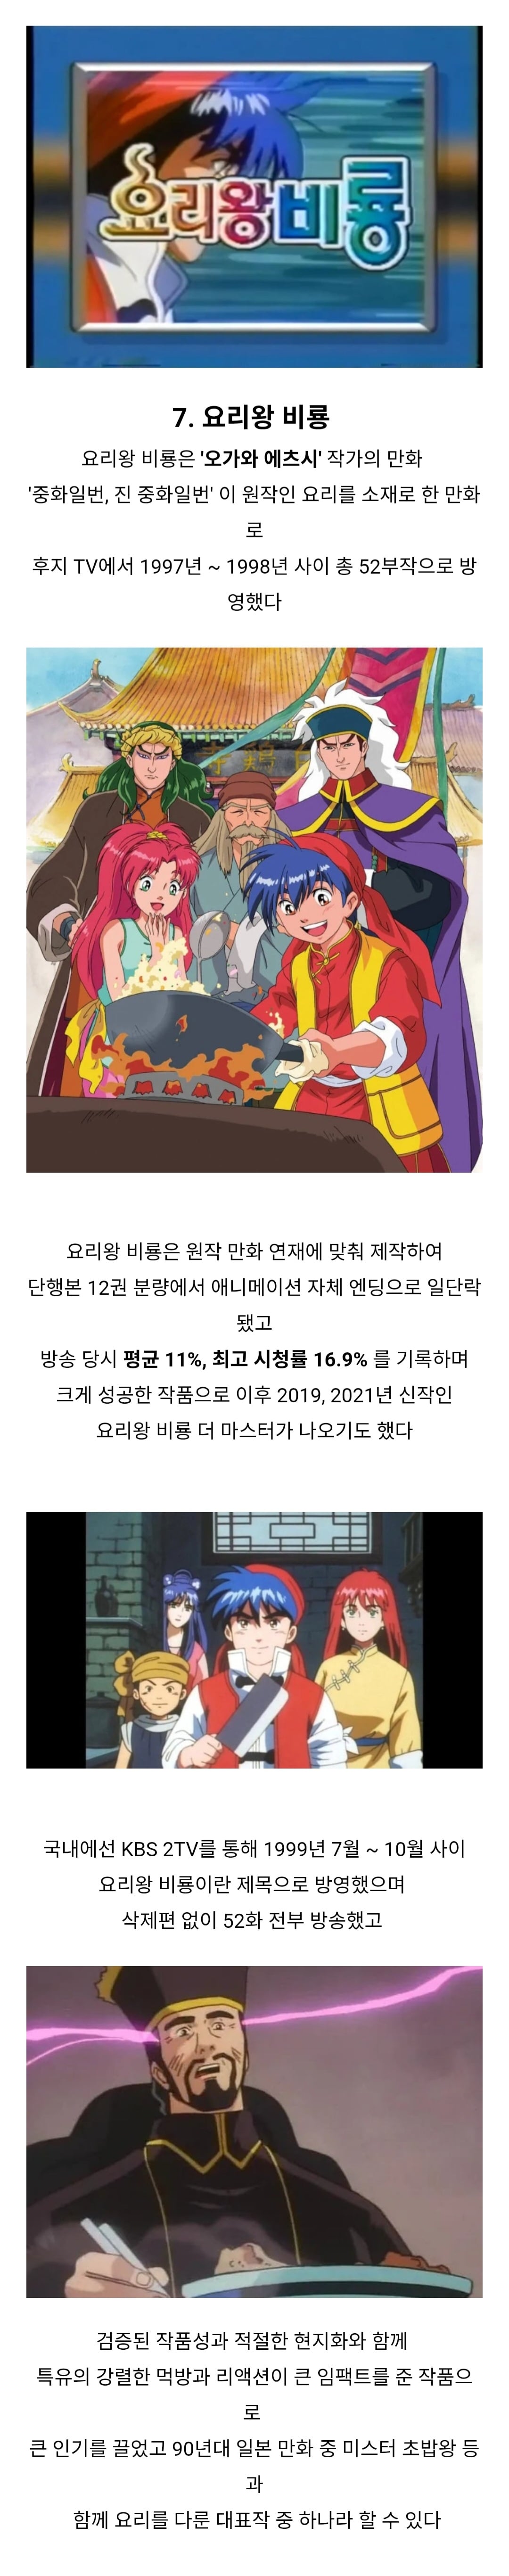 요리왕비룡
7. 요리왕 비룡
요리왕 비룡은 '오가와 에츠시' 작가의 만화
'중화일번, 진 중화일번' 이 원작인 요리를 소재로 한 만화
로
후지 TV에서 1997년 ~ 1998년 사이 총 52부작으로 방
영했다
요리왕 비룡은 원작 만화 연재에 맞춰 제작하여
단행본 12권 분량에서 애니메이션 자체 엔딩으로 일단락
됐고
방송 당시 평균 11%, 최고 시청률 16.9% 를 기록하며
크게 성공한 작품으로 이후 2019, 2021년 신작인
요리왕 비룡 더 마스터가 나오기도 했다
국내에선 KBS 2TV를 통해 1999년 7월 ~ 10월 사이
요리왕 비룡이란 제목으로 방영했으며
삭제편 없이 52화 전부 방송했고
검증된 작품성과 적절한 현지화와 함께
특유의 강렬한 먹방과 리액션이 큰 임팩트를 준 작품으
로
큰 인기를 끌었고 90년대 일본 만화 중 미스터 초밥왕 등
과
함께 요리를 다룬 대표작 중 하나라 할 수 있다